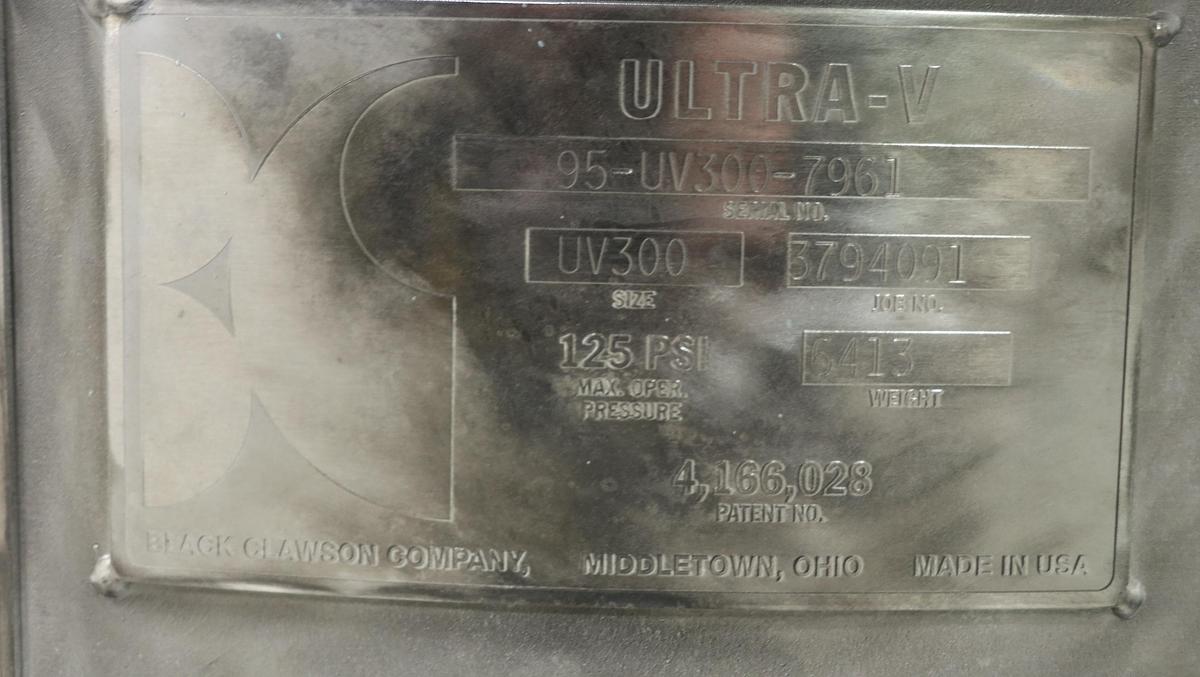 ULTRA-V
95-UV300-7961
SERIAL NO.
UV300 3794091
SIZE JOB NO.
125 PSI 6413
MAX. OPER. WEIGHT
PRESSURE
4,166,028
PATENT NO.
BLACK CLAWSON COMPANY, MIDDLETOWN, OHIO MADE IN USA